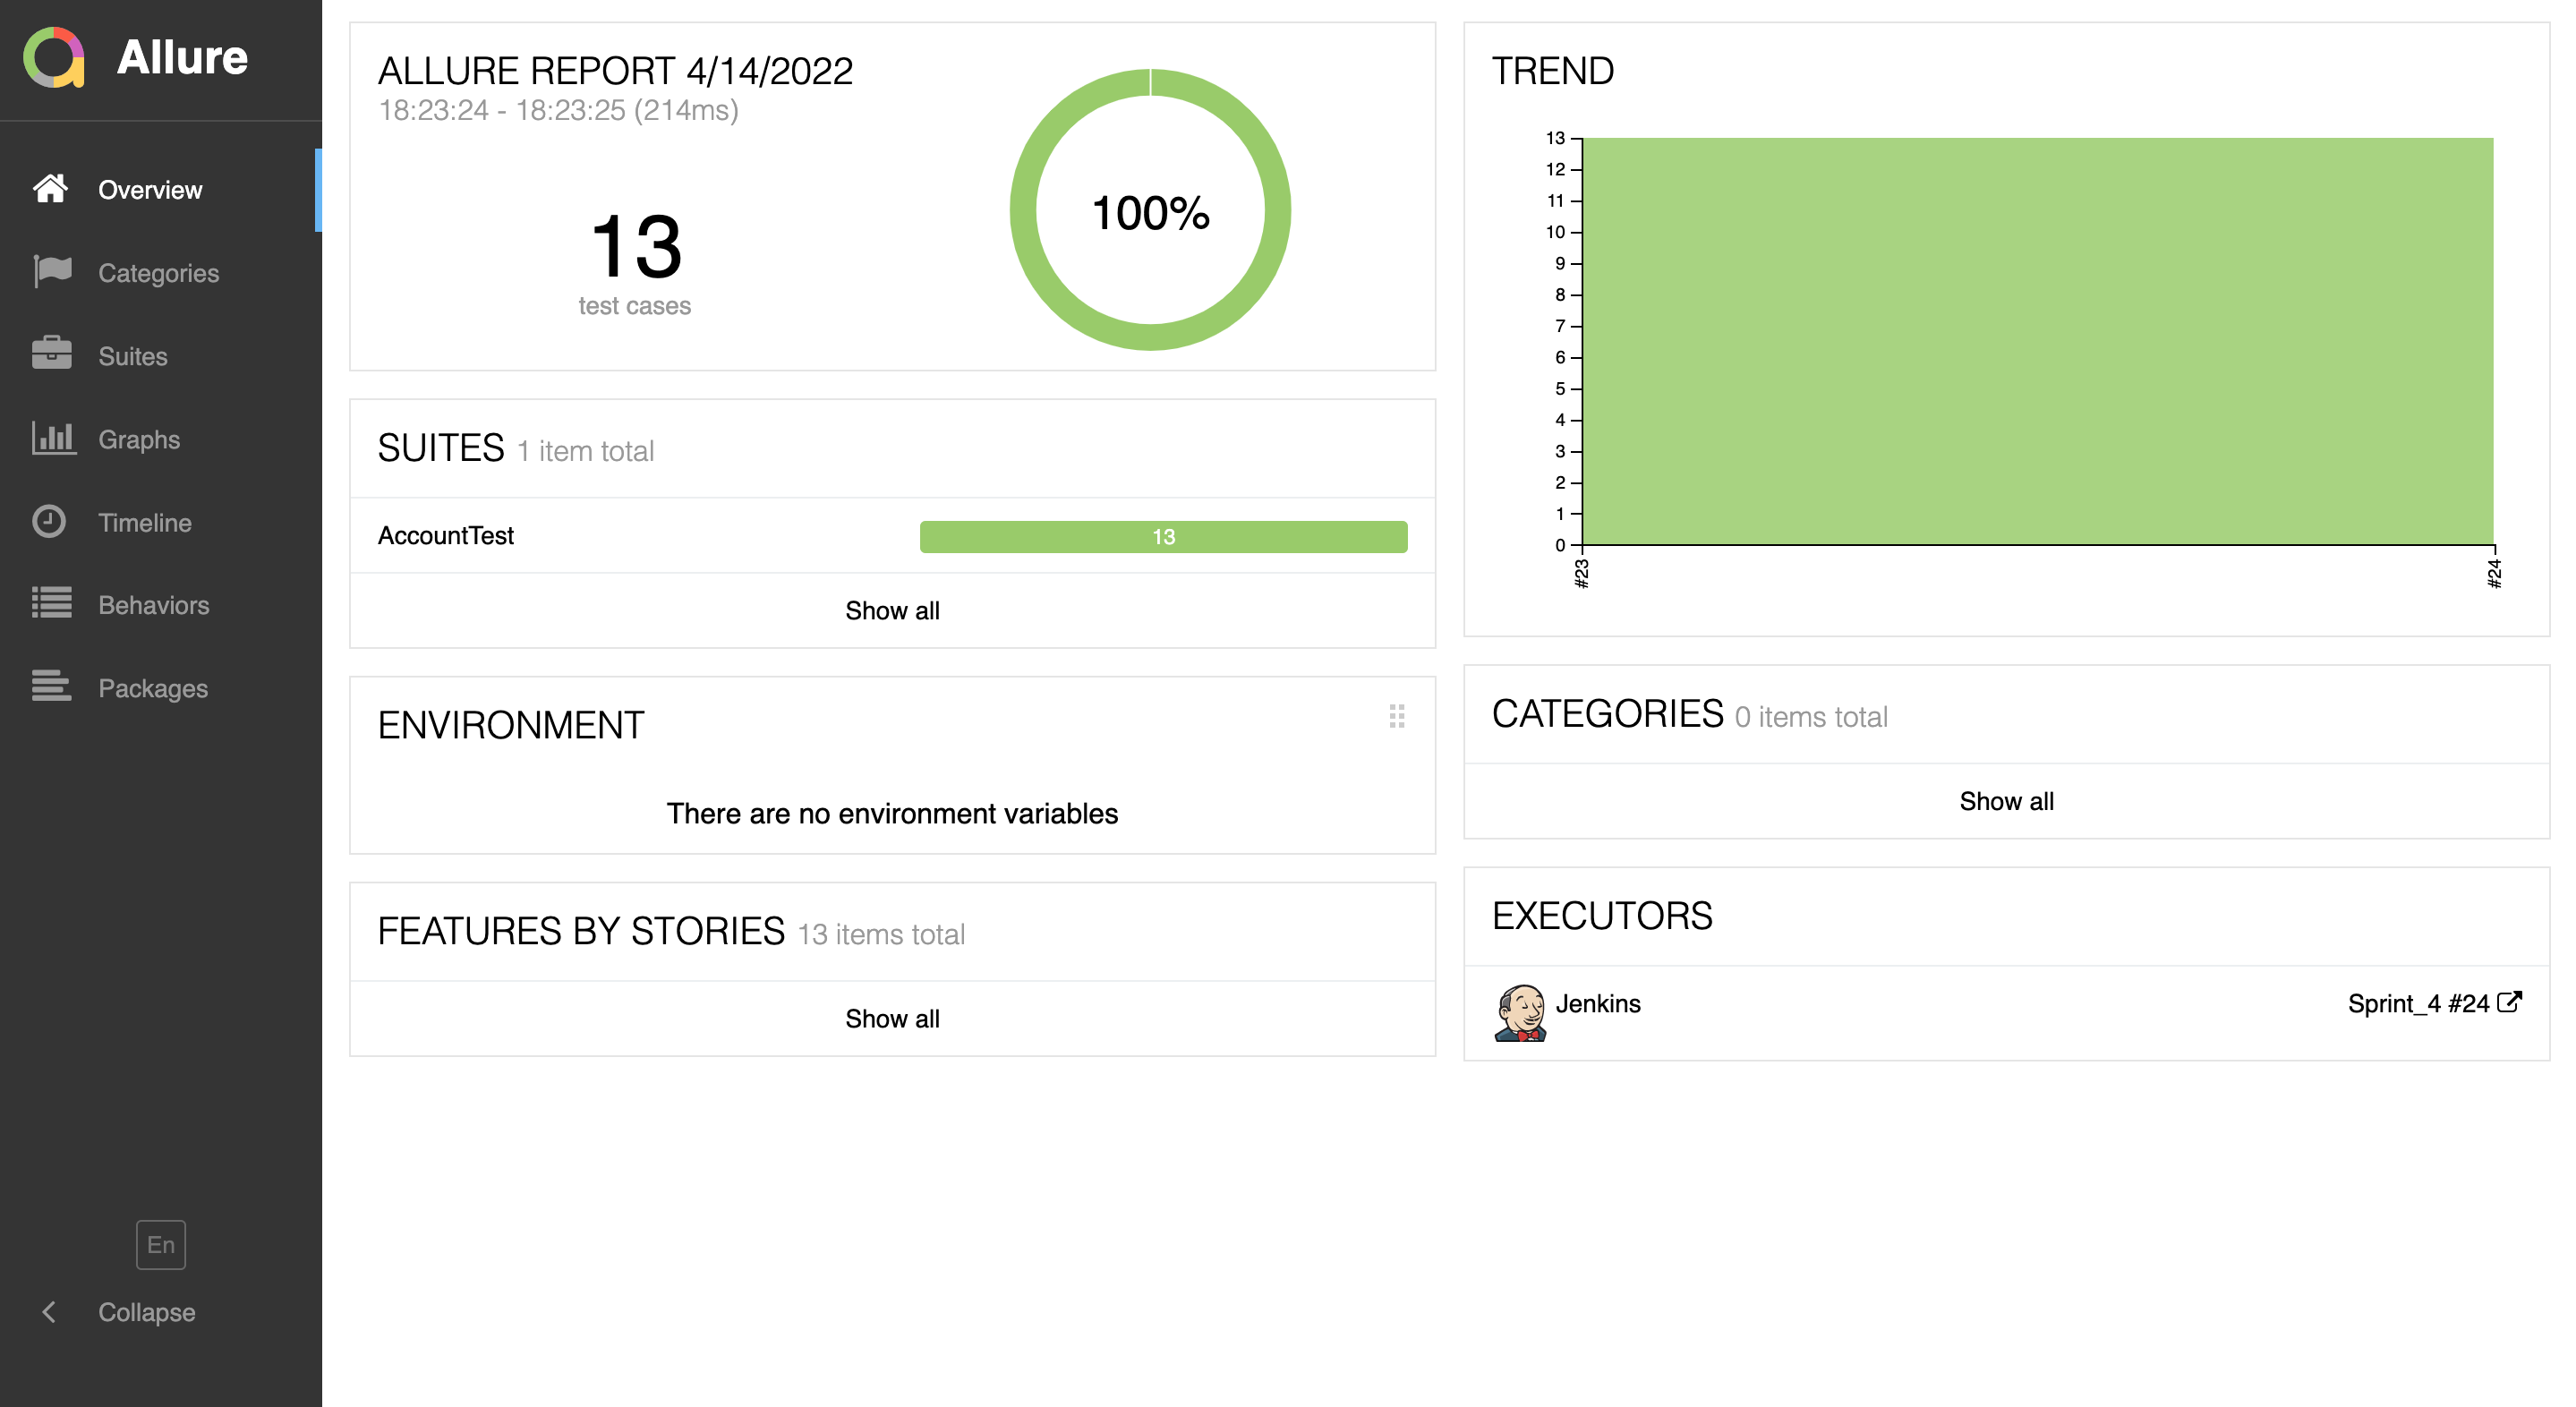 Allure
Overview
Categories
Suites
Graphs
Timeline
Behaviors
Packages
En
Collapse
ALLURE REPORT 4/14/2022
18:23:24 - 18:23:25 (214ms)
13
test cases
100%
SUITES 1 item total
AccountTest 13
Show all
ENVIRONMENT
There are no environment variables
FEATURES BY STORIES 13 items total
Show all
TREND
13
12
11
10
9
8
7
6
5
4
3
2
1
0
#23 #24
CATEGORIES 0 items total
Show all
EXECUTORS
Jenkins Sprint_4 #24